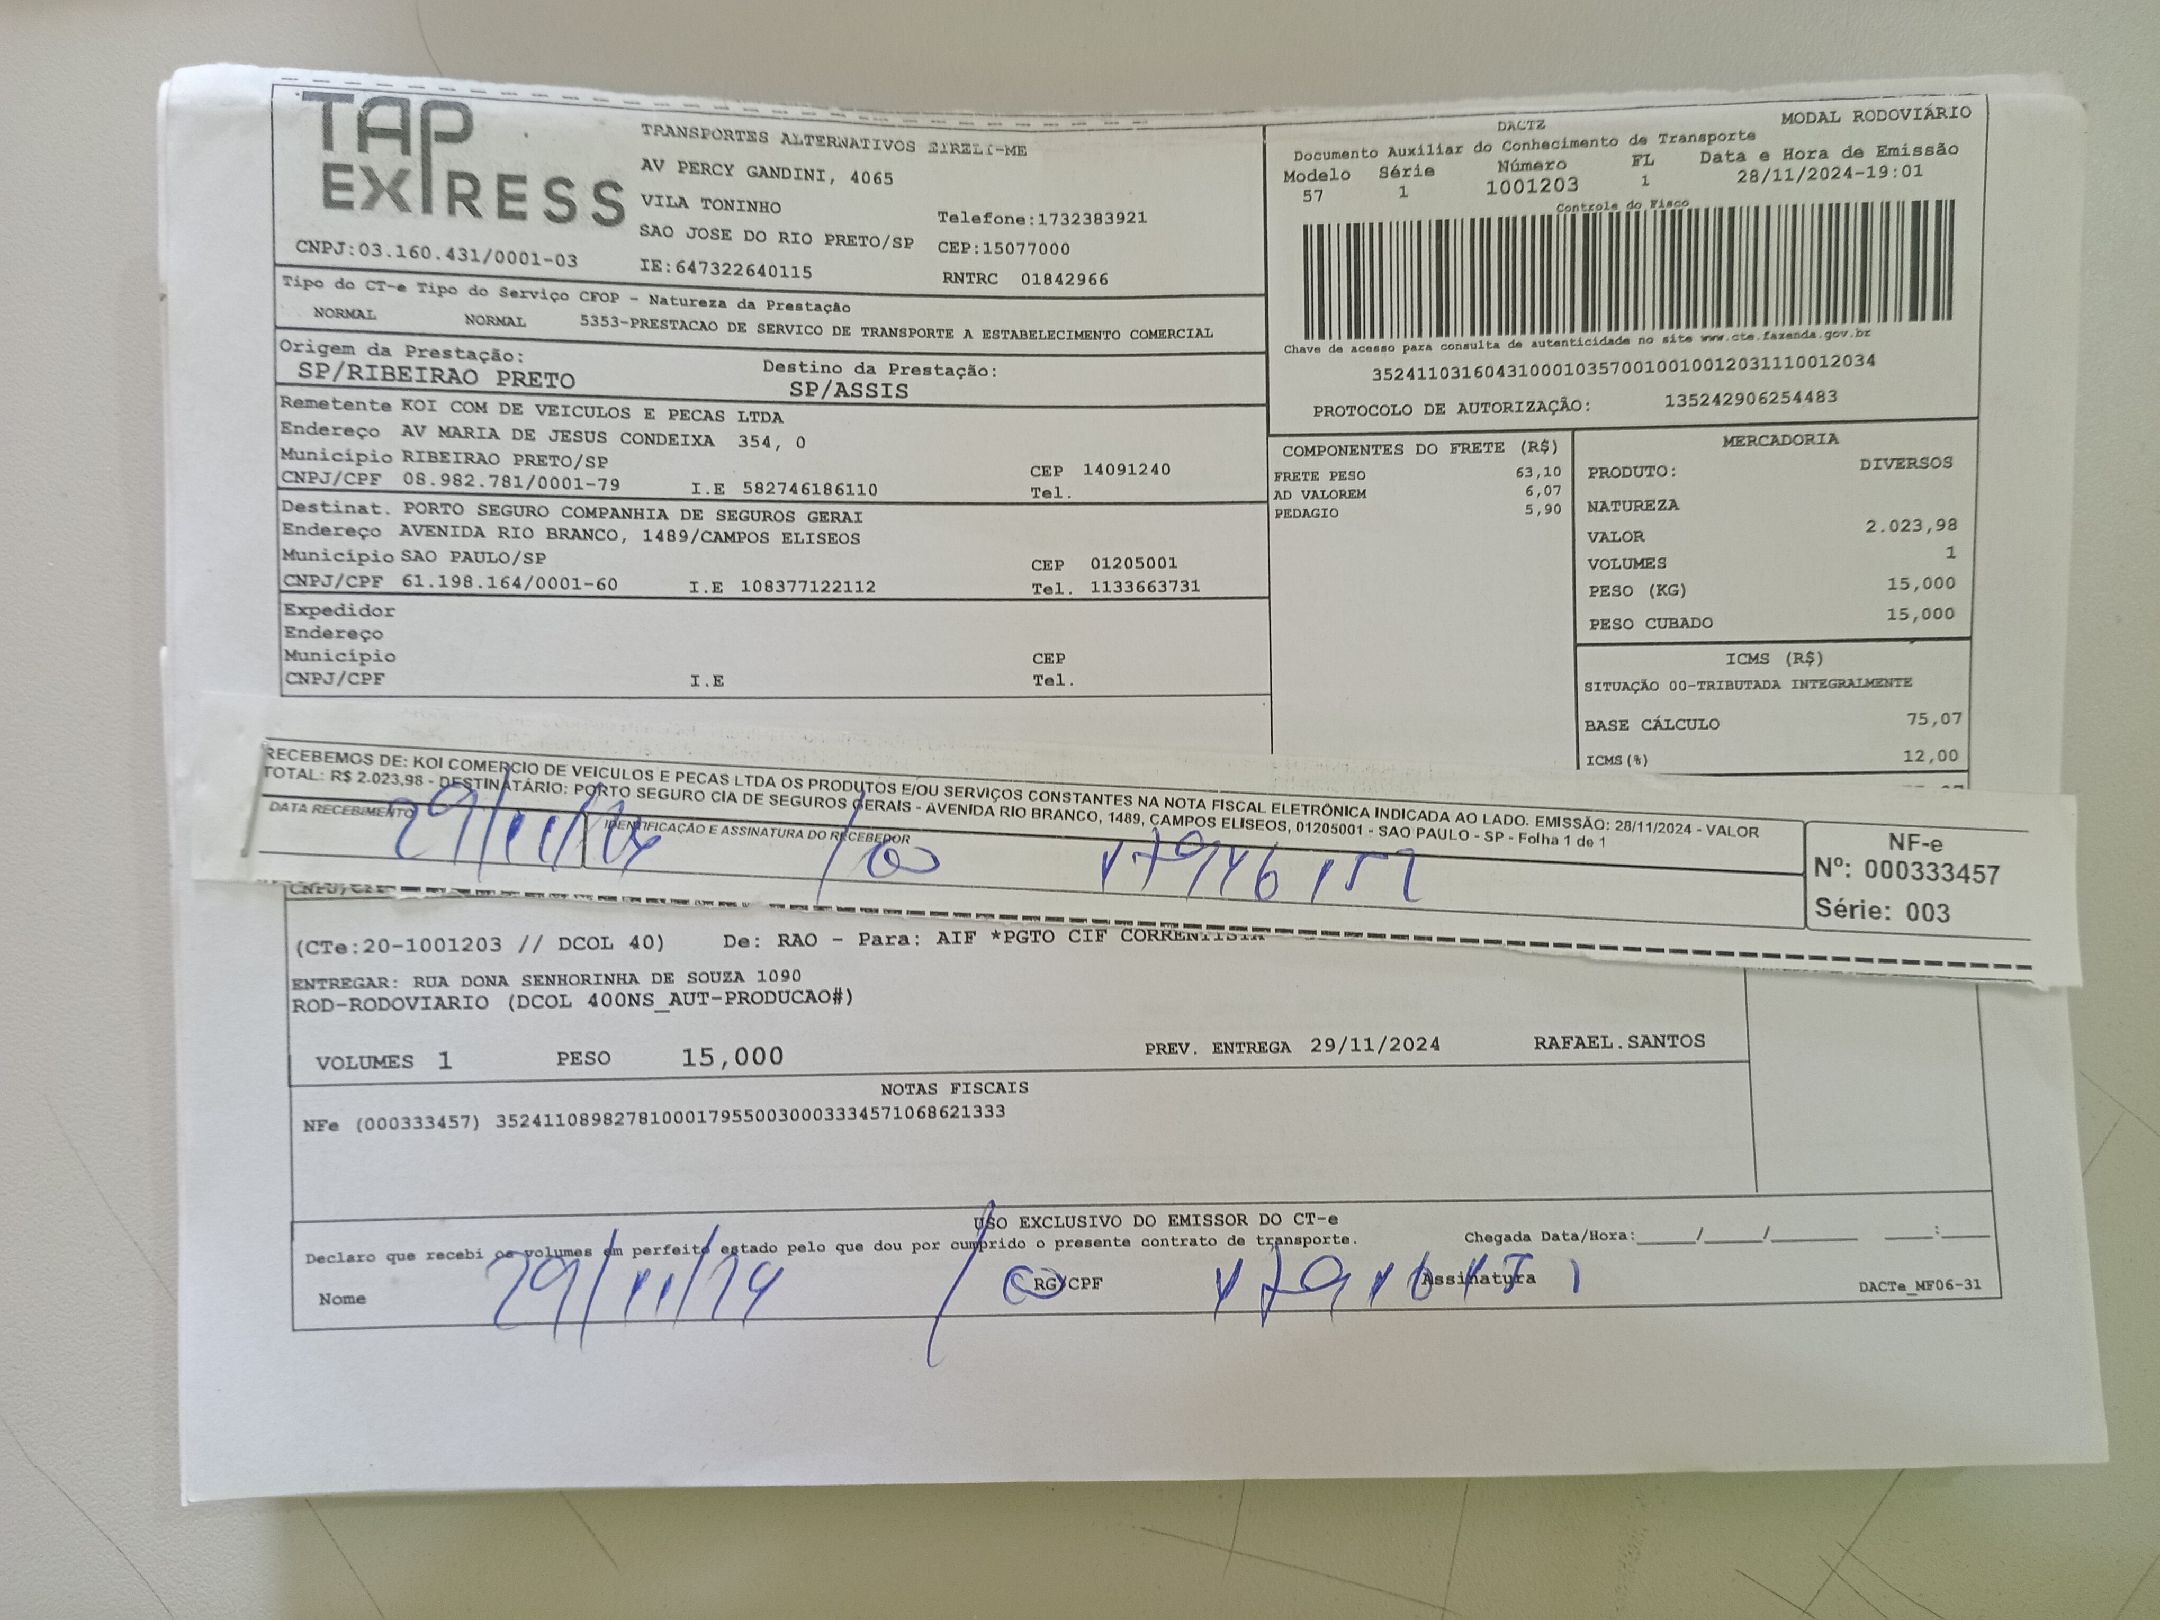 TAP
EXPRESS
TRANSPORTES ALTERNATIVOS EIRELI-ME
AV PERCY GANDINI, 4065
VILA TONINHO
Telefone:1732383921
SAO JOSE DO RIO PRETO/SP CEP:15077000
CNPJ:03.160.431/0001-03 IE:647322640115 RNTRC 01842966
Tipo do CT-e Tipo do Serviço CFOP - Natureza da Prestação
NORMAL NORMAL 5353-PRESTACAO DE SERVICO DE TRANSPORTE A ESTABELECIMENTO COMERCIAL
Origem da Prestação: Destino da Prestação:
SP/RIBEIRAO PRETO SP/ASSIS
Remetente KOI COM DE VEICULOS E PECAS LTDA
Endereço AV MARIA DE JESUS CONDEIXA 354, 0
Município RIBEIRAO PRETO/SP CEP 14091240
CNPJ/CPF 08.982.781/0001-79 I.E 582746186110 Tel.
Destinat. PORTO SEGURO COMPANHIA DE SEGUROS GERAI
Endereço AVENIDA RIO BRANCO, 1489/CAMPOS ELISEOS
Município SAO PAULO/SP CEP 01205001
CNPJ/CPF 61.198.164/0001-60 I.E 108377122112 Tel. 1133663731
Expedidor
Endereço
Município CEP
CNPJ/CPF I.E Tel.
DACTE MODAL RODOVIÁRIO
Documento Auxiliar do Conhecimento de Transporte
Modelo Série Número FL Data e Hora de Emissão
57 1 1001203 1 28/11/2024-19:01
Controle do Fisco
Chave de acesso para consulta de autenticidade no site www.cte.fazenda.gov.br
35241103160431000103570010010012031110012034
PROTOCOLO DE AUTORIZAÇÃO: 135242906254483
COMPONENTES DO FRETE (R$)
FRETE PESO 63,10
AD VALOREM 6,07
PEDAGIO 5,90
MERCADORIA
PRODUTO: DIVERSOS
NATUREZA
VALOR 2.023,98
VOLUMES 1
PESO (KG) 15,000
PESO CUBADO 15,000
ICMS (R$)
SITUAÇÃO 00-TRIBUTADA INTEGRALMENTE
BASE CÁLCULO 75,07
ICMS(%) 12,00
RECEBEMOS DE: KOI COMERCIO DE VEICULOS E PECAS LTDA OS PRODUTOS E/OU SERVIÇOS CONSTANTES NA NOTA FISCAL ELETRÔNICA INDICADA AO LADO. EMISSÃO: 28/11/2024 - VALOR
TOTAL: R$ 2.023,98 - DESTINATÁRIO: PORTO SEGURO CIA DE SEGUROS GERAIS - AVENIDA RIO BRANCO, 1489, CAMPOS ELISEOS, 01205001 - SAO PAULO - SP - Folha 1 de 1
DATA RECEBIMENTO IDENTIFICAÇÃO E ASSINATURA DO RECEBEDOR
29/11/24
NF-e
Nº: 000333457
Série: 003
(CTe:20-1001203 // DCOL 40) De: RAO - Para: AIF *PGTO CIF CORRENTISTA
ENTREGAR: RUA DONA SENHORINHA DE SOUZA 1090
ROD-RODOVIARIO (DCOL 400NS_AUT-PRODUCAO#)
VOLUMES 1 PESO 15,000 PREV. ENTREGA 29/11/2024 RAFAEL.SANTOS
NOTAS FISCAIS
NFe (000333457) 35241108982781000179550030003334571068621333
USO EXCLUSIVO DO EMISSOR DO CT-e
Declaro que recebi os volumes em perfeito estado pelo que dou por cumprido o presente contrato de transporte. Chegada Data/Hora:_____/_____/________ _____:_____
Nome 29/11/24 RG/CPF Assinatura DACTe_MF06-31